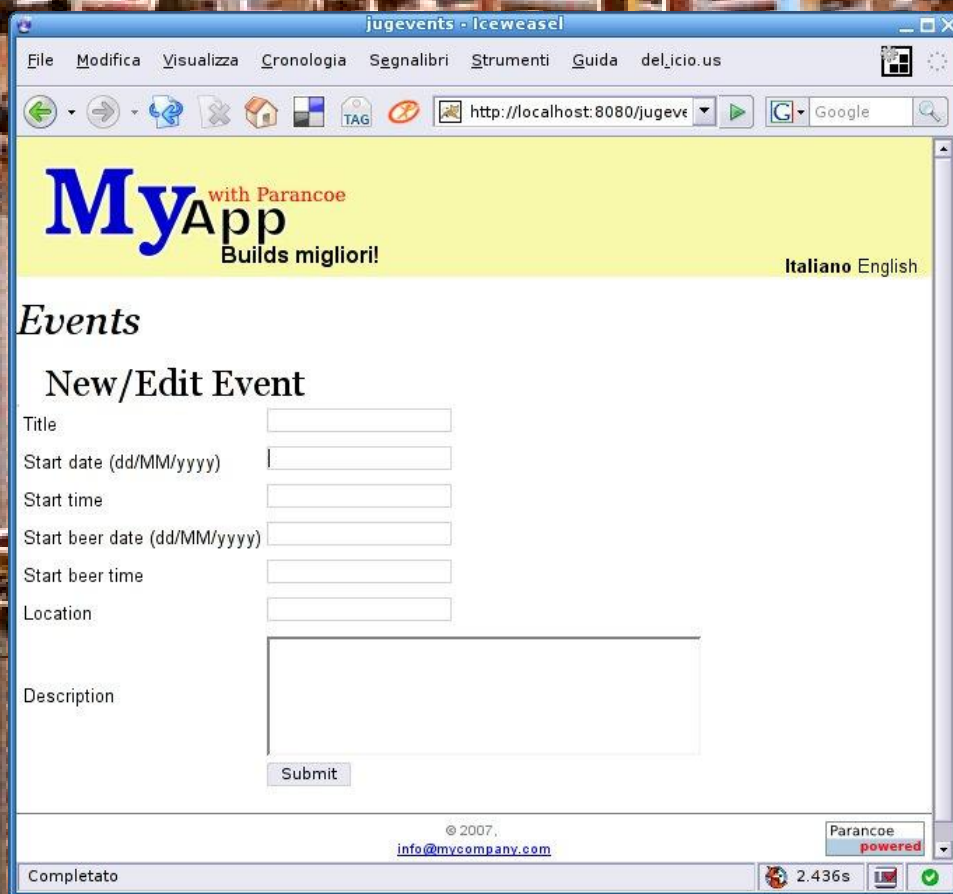 jugevents - Iceweasel
File Modifica Visualizza Cronologia Segnalibri Strumenti Guida del.icio.us
TAG http://localhost:8080/jugeve G Google
My App with Parancoe
Builds migliori!
Italiano English
Events
New/Edit Event
Title
Start date (dd/MM/yyyy)
Start time
Start beer date (dd/MM/yyyy)
Start beer time
Location
Description
Submit
© 2007,
info@mycompany.com
Parancoe
powered
Completato 2.436s